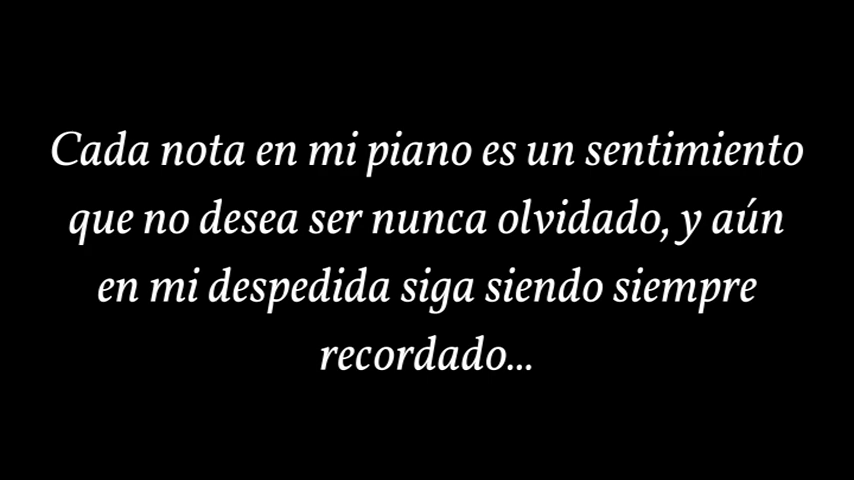 Cada nota en mi piano es un sentimiento
que no desea ser nunca olvidado, y aún
en mi despedida siga siendo siempre
recordado...